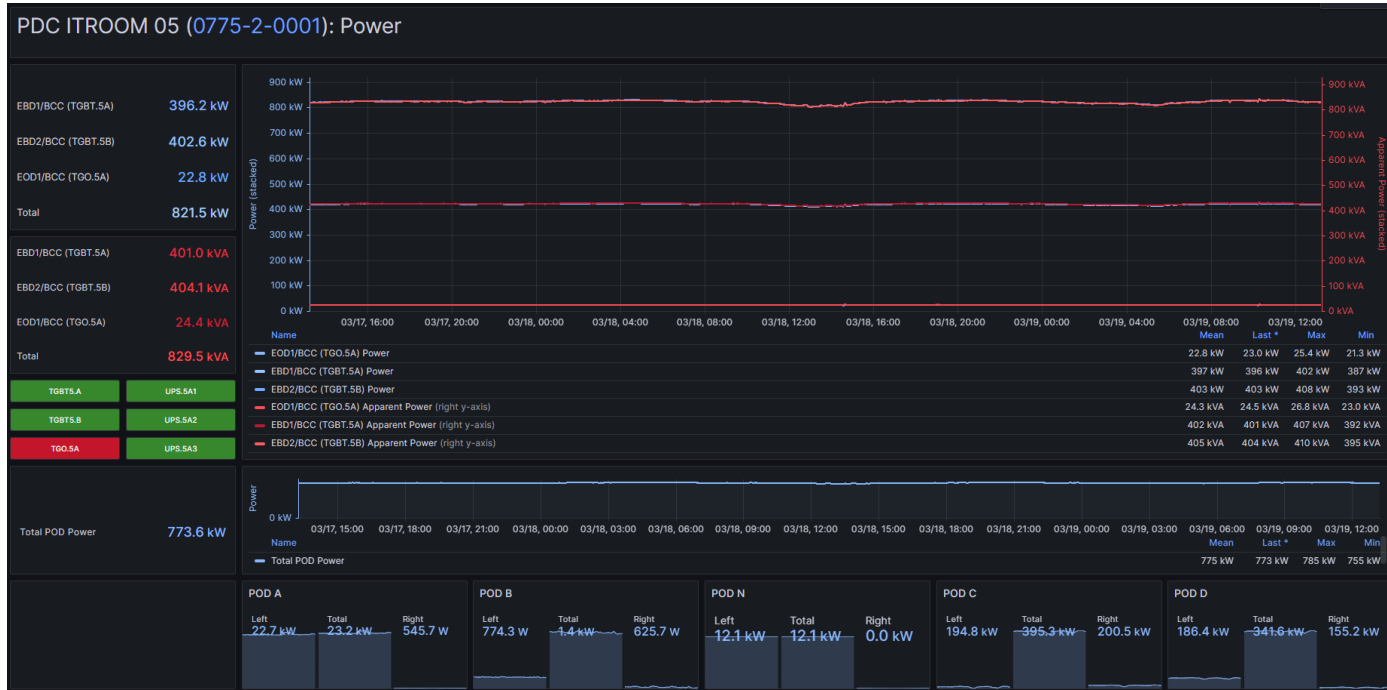 PDC ITROOM 05 (0775-2-0001): Power
EBD1/BCC (TGBT.5A) 396.2 kW
EBD2/BCC (TGBT.5B) 402.6 kW
EOD1/BCC (TGO.5A) 22.8 kW
Total 821.5 kW
EBD1/BCC (TGBT.5A) 401.0 kVA
EBD2/BCC (TGBT.5B) 404.1 kVA
EOD1/BCC (TGO.5A) 24.4 kVA
Total 829.5 kVA
TGBT5.A UPS.5A1
TGBT5.B UPS.5A2
TGO.5A UPS.5A3
Power (stacked)
900 kW
800 kW
700 kW
600 kW
500 kW
400 kW
300 kW
200 kW
100 kW
0 kW
900 kVA
800 kVA
700 kVA
600 kVA
500 kVA
400 kVA
300 kVA
200 kVA
100 kVA
0 kVA
Apparent Power (stacked)
03/17, 16:00 03/17, 20:00 03/18, 00:00 03/18, 04:00 03/18, 08:00 03/18, 12:00 03/18, 16:00 03/18, 20:00 03/19, 00:00 03/19, 04:00 03/19, 08:00 03/19, 12:00
Name Mean Last * Max Min
EOD1/BCC (TGO.5A) Power 22.8 kW 23.0 kW 25.4 kW 21.3 kW
EBD1/BCC (TGBT.5A) Power 397 kW 396 kW 402 kW 387 kW
EBD2/BCC (TGBT.5B) Power 403 kW 403 kW 408 kW 393 kW
EOD1/BCC (TGO.5A) Apparent Power (right y-axis) 24.3 kVA 24.5 kVA 26.8 kVA 23.0 kVA
EBD1/BCC (TGBT.5A) Apparent Power (right y-axis) 402 kVA 401 kVA 407 kVA 392 kVA
EBD2/BCC (TGBT.5B) Apparent Power (right y-axis) 405 kVA 404 kVA 410 kVA 395 kVA
Total POD Power 773.6 kW
Power
0 kW
03/17, 15:00 03/17, 18:00 03/17, 21:00 03/18, 00:00 03/18, 03:00 03/18, 06:00 03/18, 09:00 03/18, 12:00 03/18, 15:00 03/18, 18:00 03/18, 21:00 03/19, 00:00 03/19, 03:00 03/19, 06:00 03/19, 09:00 03/19, 12:00
Name Mean Last * Max Min
Total POD Power 775 kW 773 kW 785 kW 755 kW
POD A
Left Total Right
22.7 kW 23.2 kW 545.7 W
POD B
Left Total Right
774.3 W 1.4 kW 625.7 W
POD N
Left Total Right
12.1 kW 12.1 kW 0.0 kW
POD C
Left Total Right
194.8 kW 395.3 kW 200.5 kW
POD D
Left Total Right
186.4 kW 341.6 kW 155.2 kW